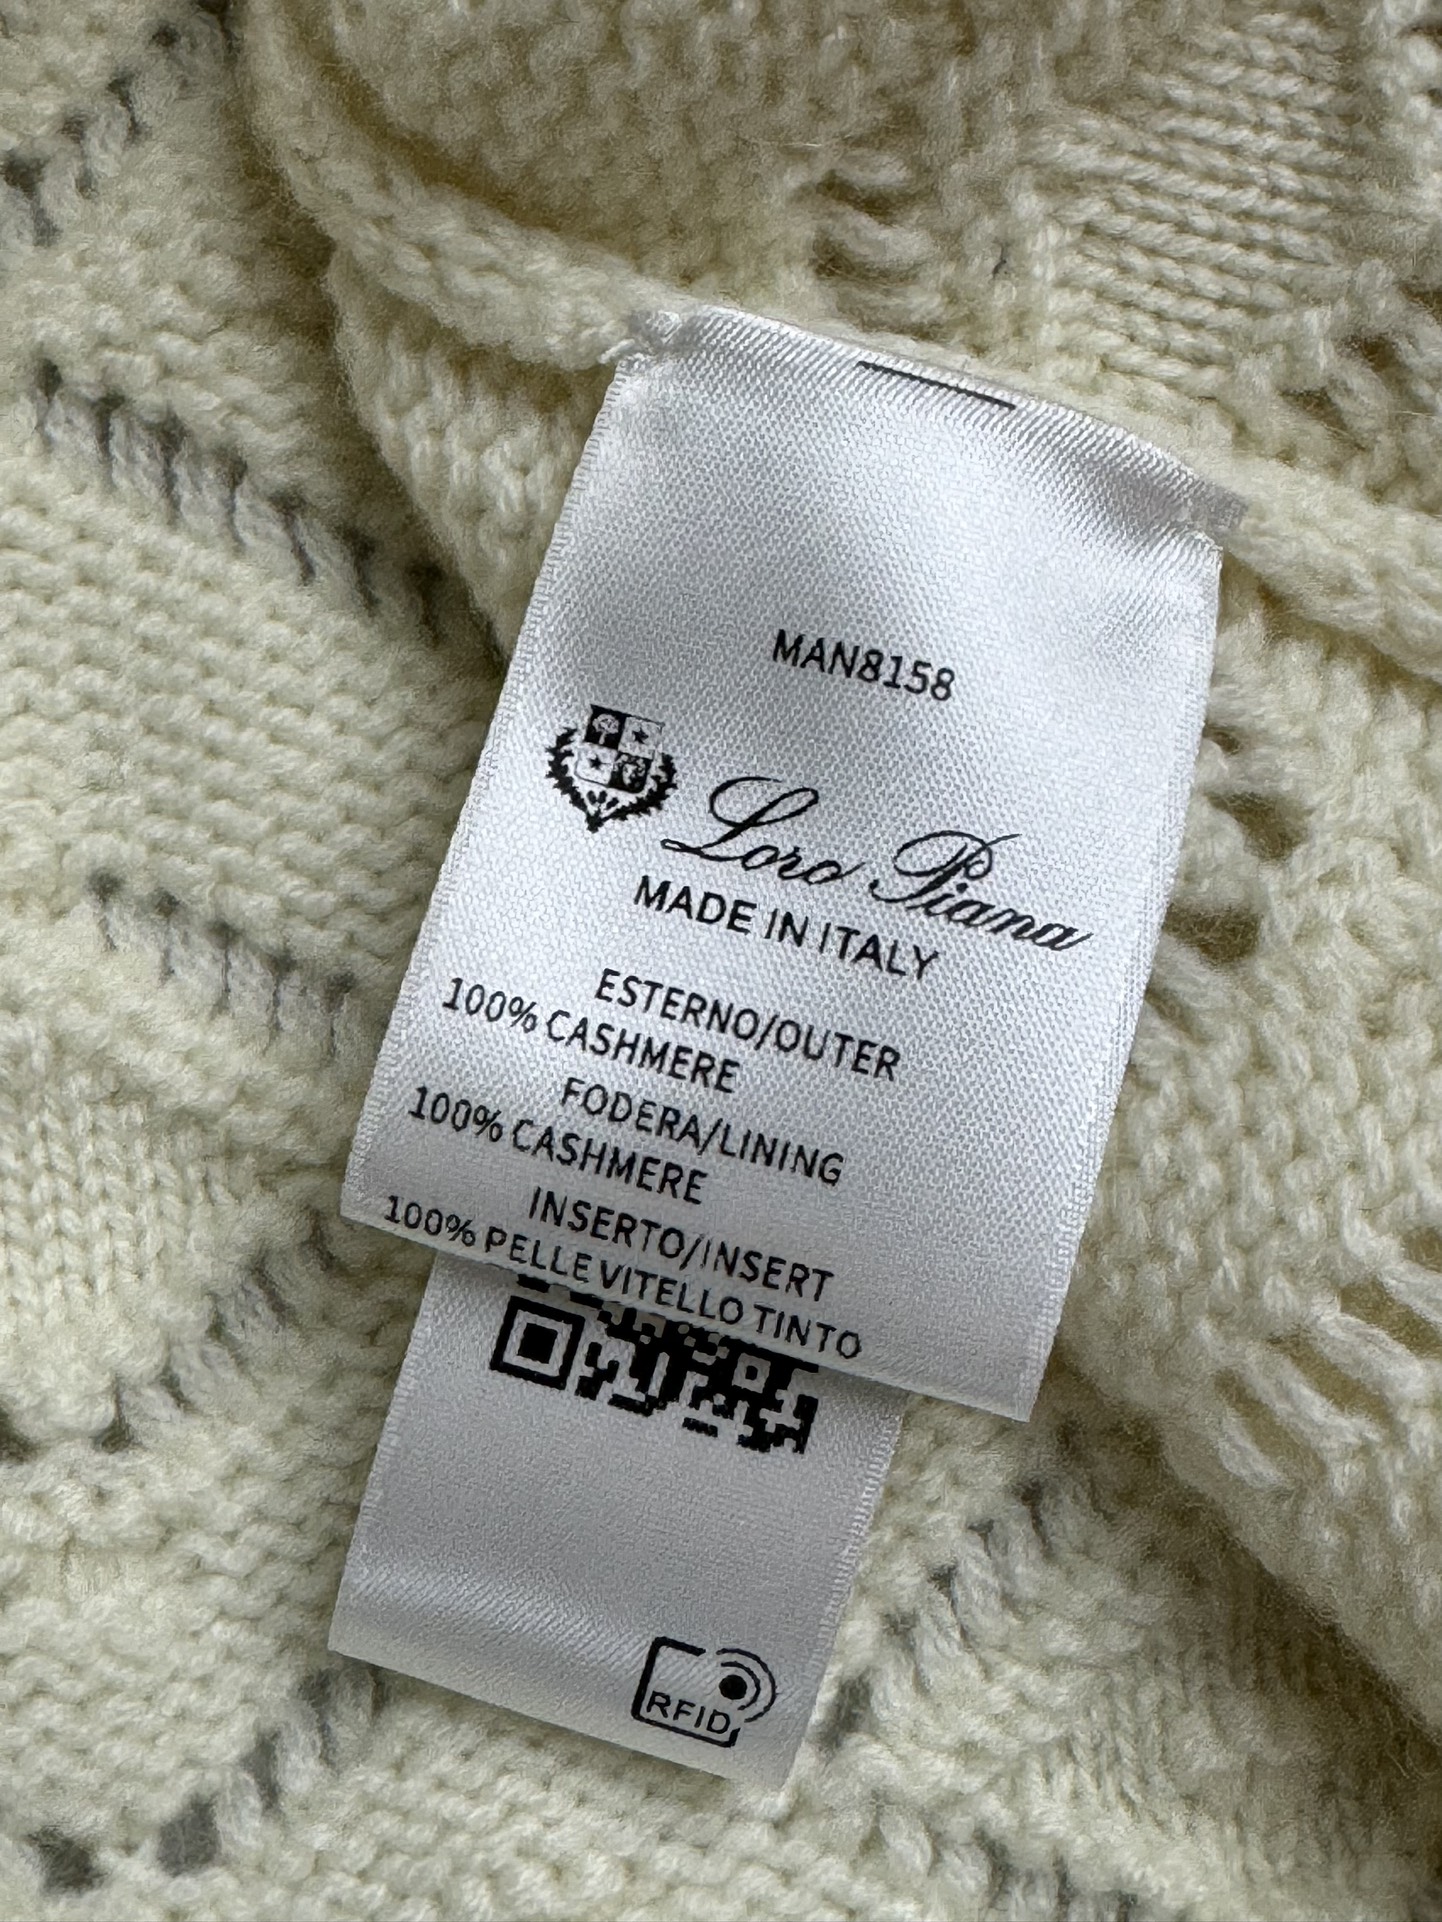 MAN8158
Loro Piana
MADE IN ITALY
ESTERNO/OUTER
100% CASHMERE
FODERA/LINING
100% CASHMERE
INSERTO/INSERT
100% PELLE VITELLO TINTO
RFID